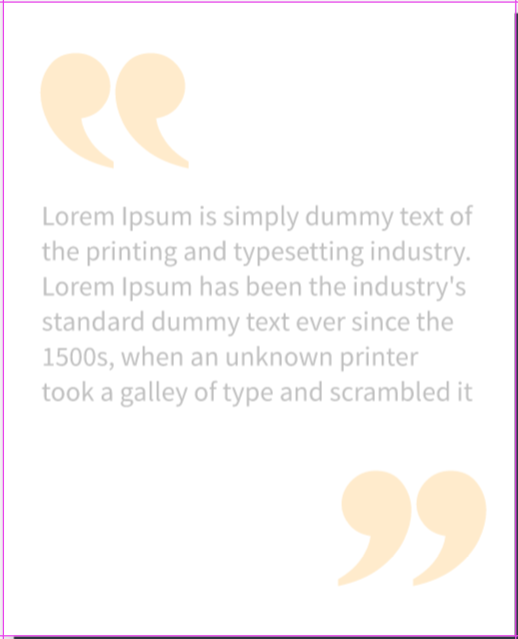 Lorem Ipsum is simply dummy text of
the printing and typesetting industry.
Lorem Ipsum has been the industry's
standard dummy text ever since the
1500s, when an unknown printer
took a galley of type and scrambled it